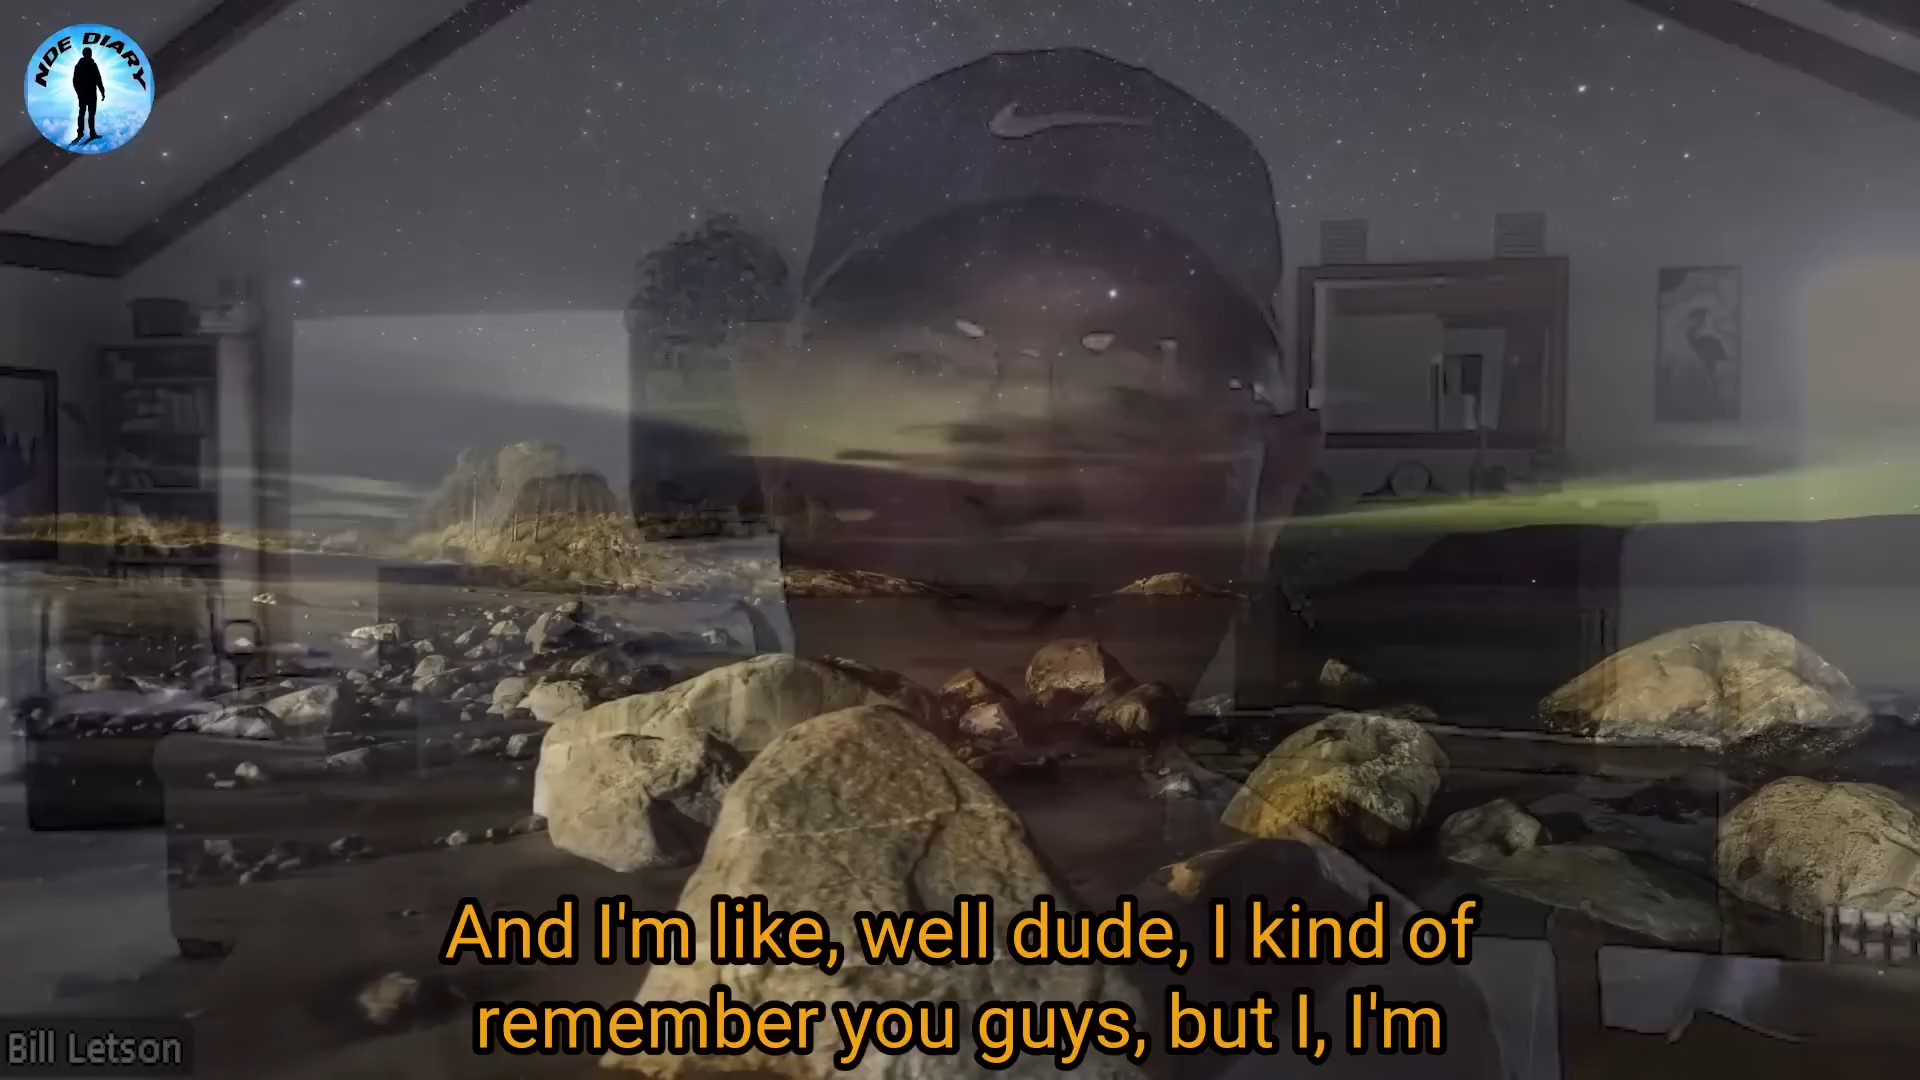 NDE DIARY
And I'm like, well dude, I kind of
remember you guys, but I, I'm
Bill Letson